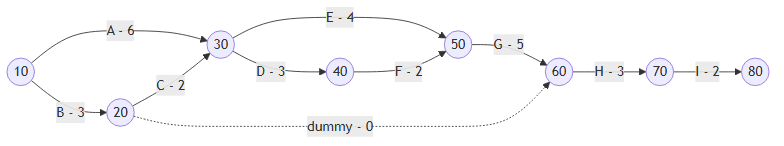 10
A - 6
B - 3
20
C - 2
30
E - 4
D - 3
40
F - 2
50
G - 5
dummy - 0
60
H - 3
70
I - 2
80